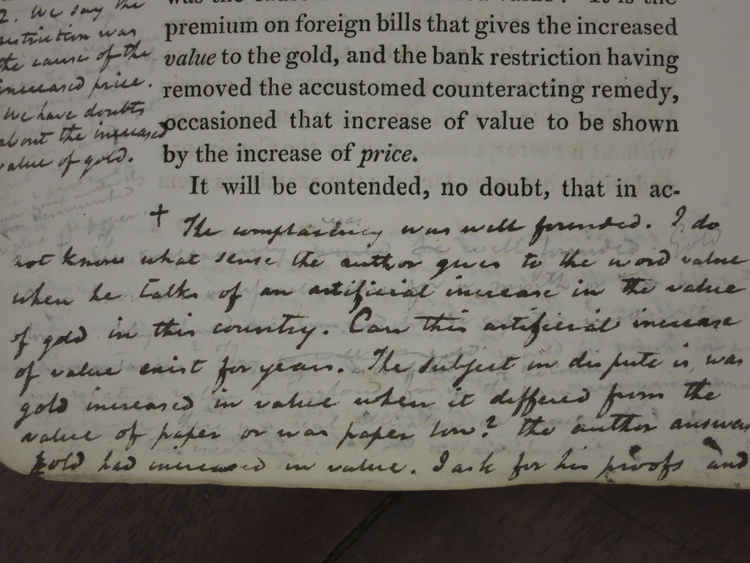 premium on foreign bills that gives the increased
value to the gold, and the bank restriction having
removed the accustomed counteracting remedy,
occasioned that increase of value to be shown
by the increase of price.
It will be contended, no doubt, that in ac-
2. We say the
restriction was
the cause of the
increased price.
We have doubts
about the increased
value of gold.
+ The complacency was well founded. I do
not know what sense the author gives to the word value
when he talks of an artificial increase in the value
of gold in this country. Can this artificial increase
of value exist for years. The subject in dispute is, was
gold increased in value when it differed from the
value of paper or was paper low? the author answers
gold had increased in value. I ask for his proofs and